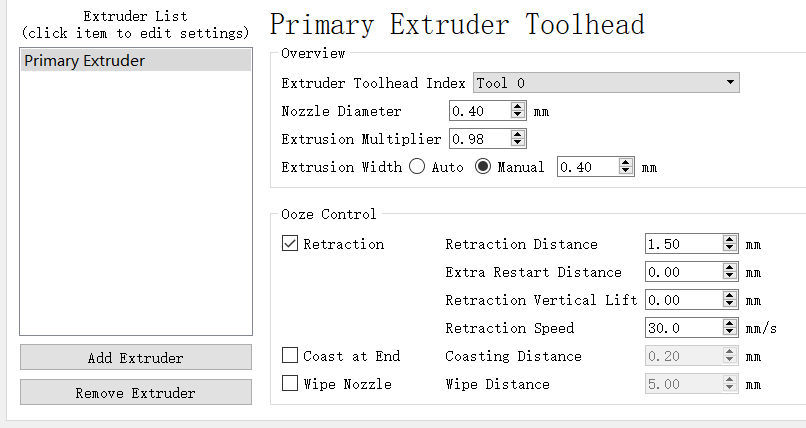 Extruder List
(click item to edit settings)
Primary Extruder
Add Extruder
Remove Extruder
Primary Extruder Toolhead
Overview
Extruder Toolhead Index Tool 0
Nozzle Diameter 0.40 mm
Extrusion Multiplier 0.98
Extrusion Width Auto Manual 0.40 mm
Ooze Control
Retraction Retraction Distance 1.50 mm
Extra Restart Distance 0.00 mm
Retraction Vertical Lift 0.00 mm
Retraction Speed 30.0 mm/s
Coast at End Coasting Distance 0.20 mm
Wipe Nozzle Wipe Distance 5.00 mm